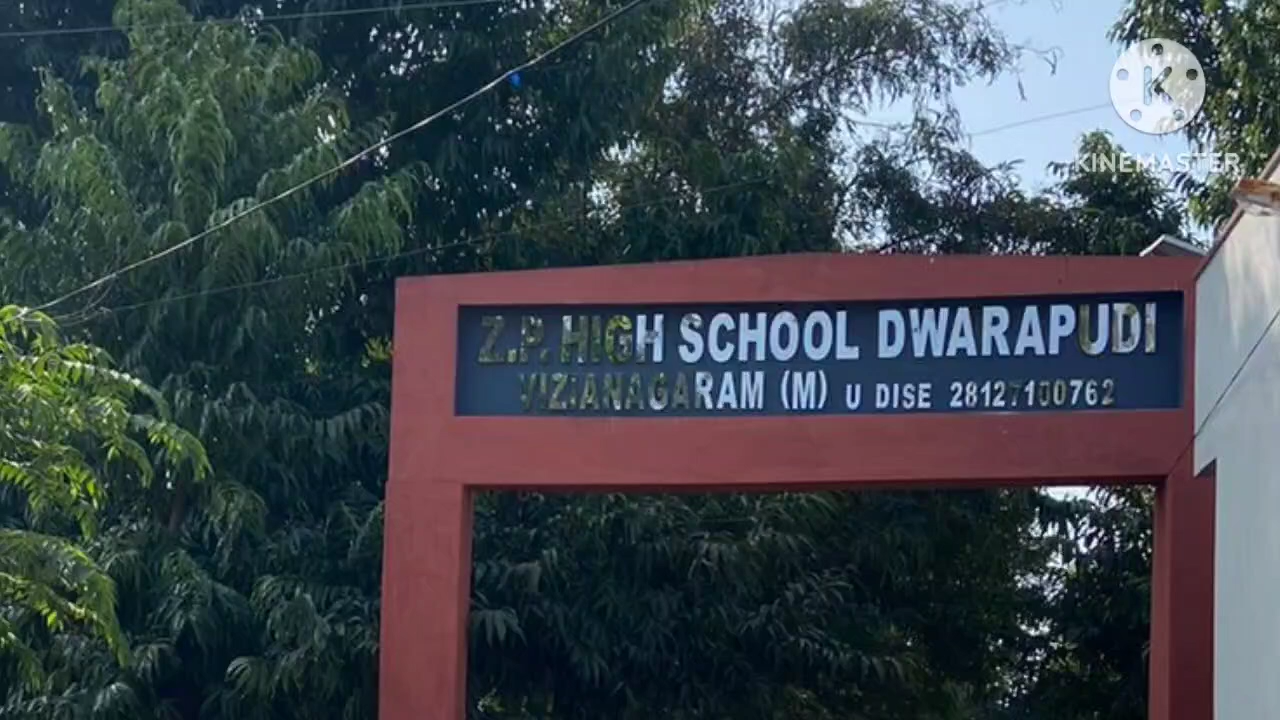 KINEMASTER
Z.P. HIGH SCHOOL DWARAPUDI
VIZIANAGARAM (M) U DISE 28127100762